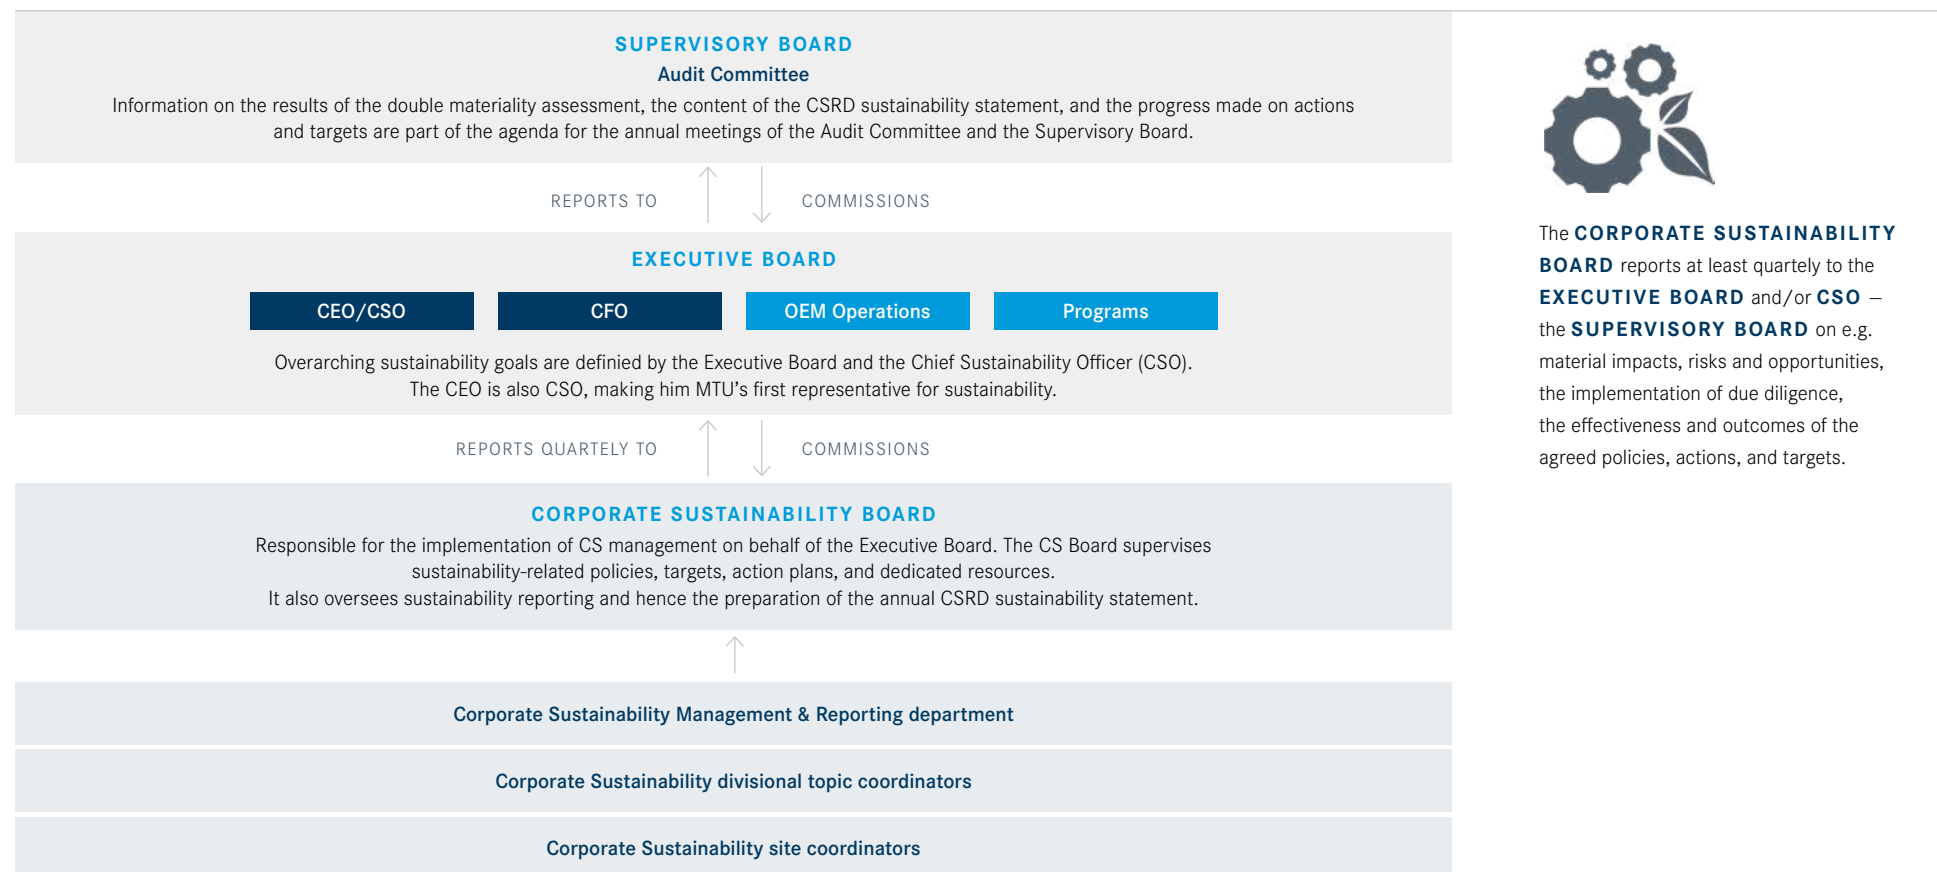 SUPERVISORY BOARD
Audit Committee
Information on the results of the double materiality assessment, the content of the CSRD sustainability statement, and the progress made on actions
and targets are part of the agenda for the annual meetings of the Audit Committee and the Supervisory Board.
REPORTS TO
COMMISSIONS
EXECUTIVE BOARD
CEO/CSO
CFO
OEM Operations
Programs
Overarching sustainability goals are definied by the Executive Board and the Chief Sustainability Officer (CSO).
The CEO is also CSO, making him MTU's first representative for sustainability.
REPORTS QUARTELY TO
COMMISSIONS
CORPORATE SUSTAINABILITY BOARD
Responsible for the implementation of CS management on behalf of the Executive Board. The CS Board supervises
sustainability-related policies, targets, action plans, and dedicated resources.
It also oversees sustainability reporting and hence the preparation of the annual CSRD sustainability statement.
Corporate Sustainability Management & Reporting department
Corporate Sustainability divisional topic coordinators
Corporate Sustainability site coordinators
The CORPORATE SUSTAINABILITY
BOARD reports at least quartely to the
EXECUTIVE BOARD and/or CSO –
the SUPERVISORY BOARD on e.g.
material impacts, risks and opportunities,
the implementation of due diligence,
the effectiveness and outcomes of the
agreed policies, actions, and targets.